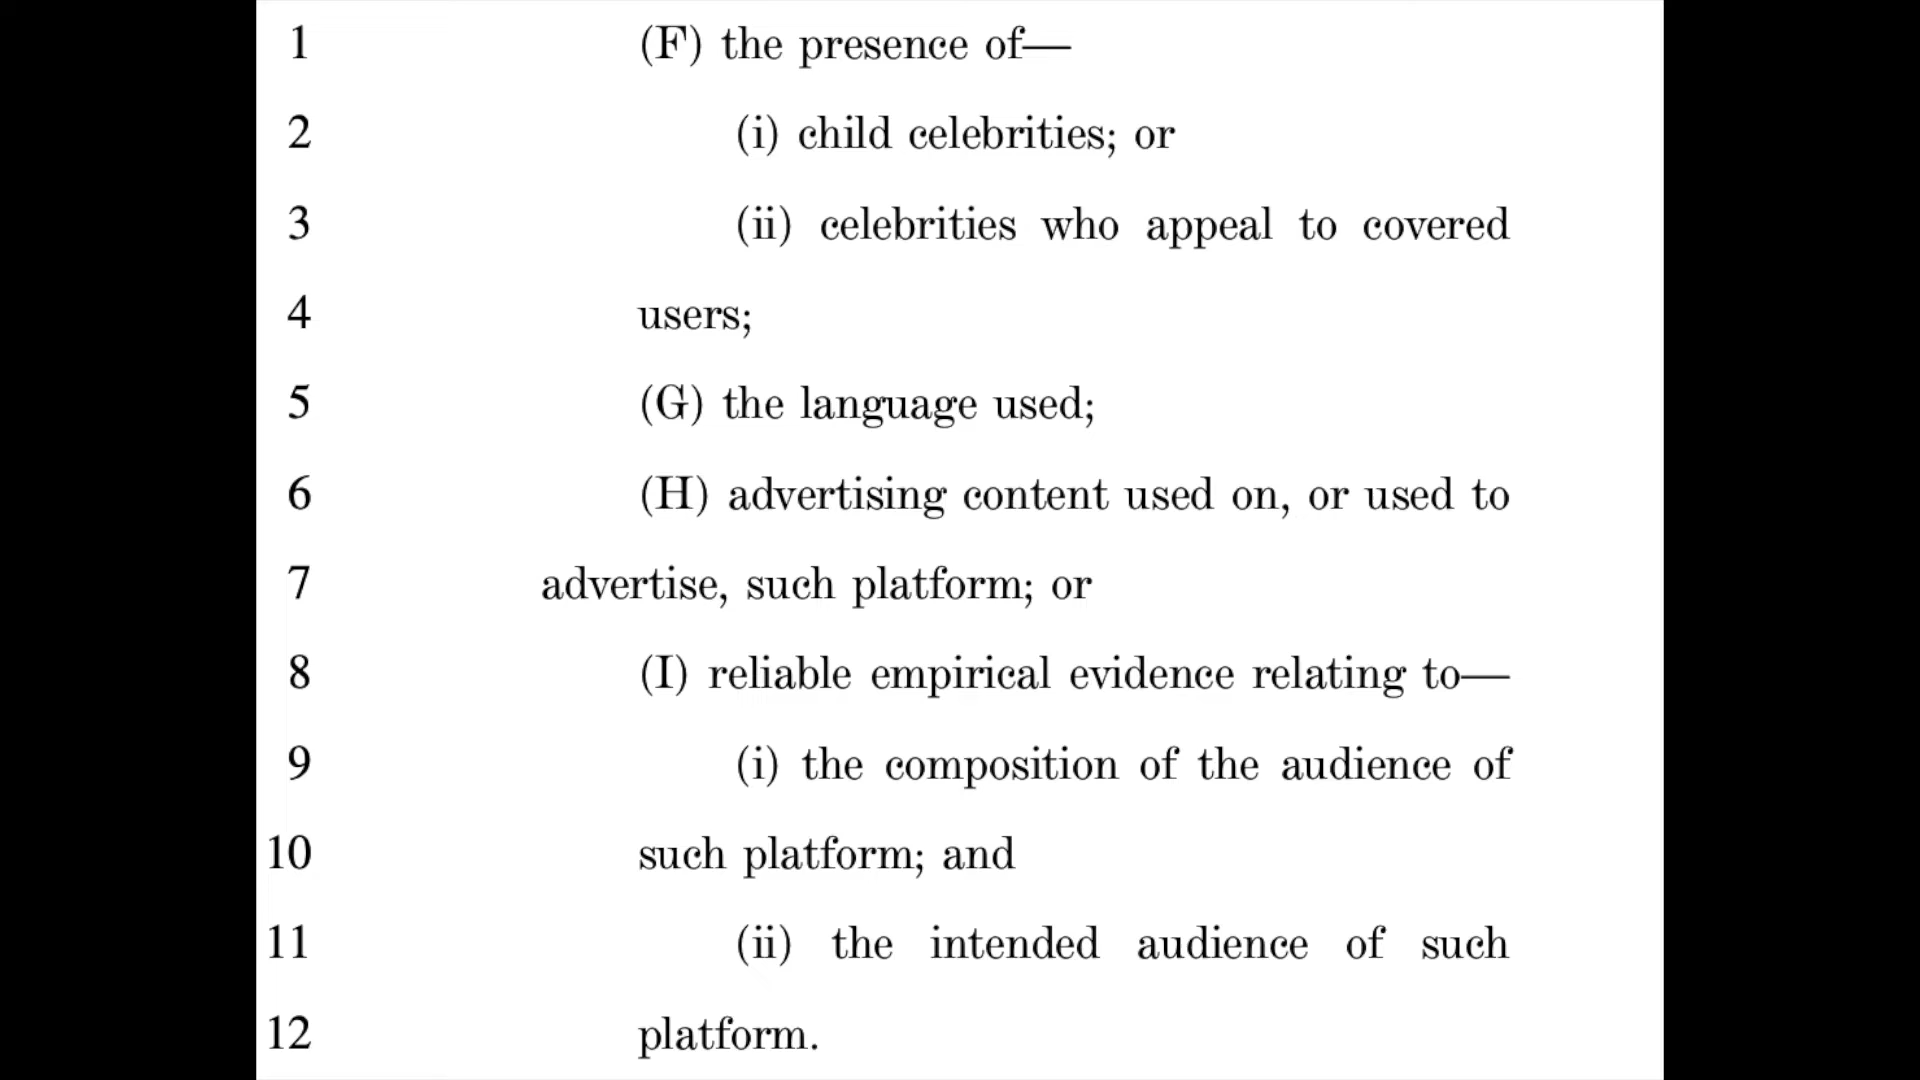 1 (F) the presence of—
2 (i) child celebrities; or
3 (ii) celebrities who appeal to covered
4 users;
5 (G) the language used;
6 (H) advertising content used on, or used to
7 advertise, such platform; or
8 (I) reliable empirical evidence relating to—
9 (i) the composition of the audience of
10 such platform; and
11 (ii) the intended audience of such
12 platform.